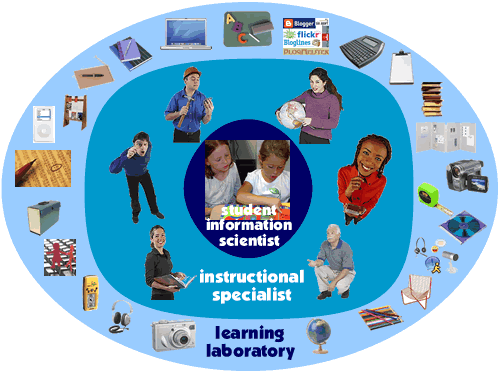 Blogger
flickr
Bloglines
student
information
scientist
instructional
specialist
learning
laboratory